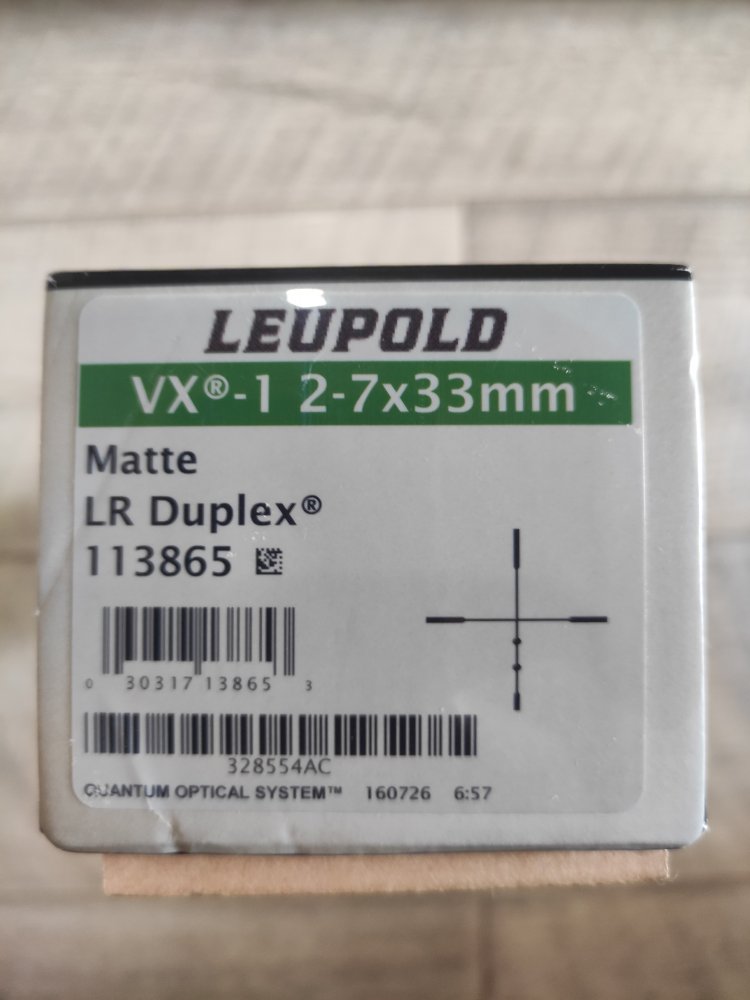 LEUPOLD
VX®-1 2-7x33mm
Matte
LR Duplex®
113865
0 30317 13865 3
328554AC
QUANTUM OPTICAL SYSTEM™ 160726 6:57